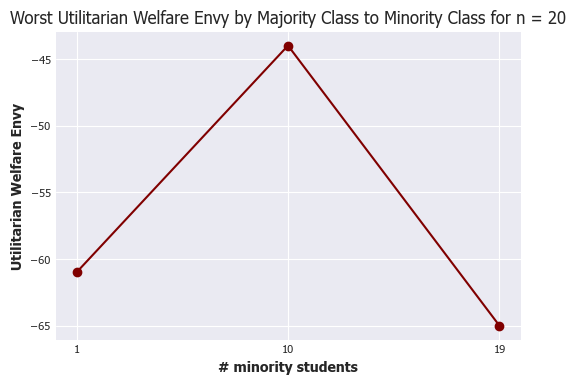 Worst Utilitarian Welfare Envy by Majority Class to Minority Class for n = 20
Utilitarian Welfare Envy
−45
−50
−55
−60
−65
1 10 19
# minority students